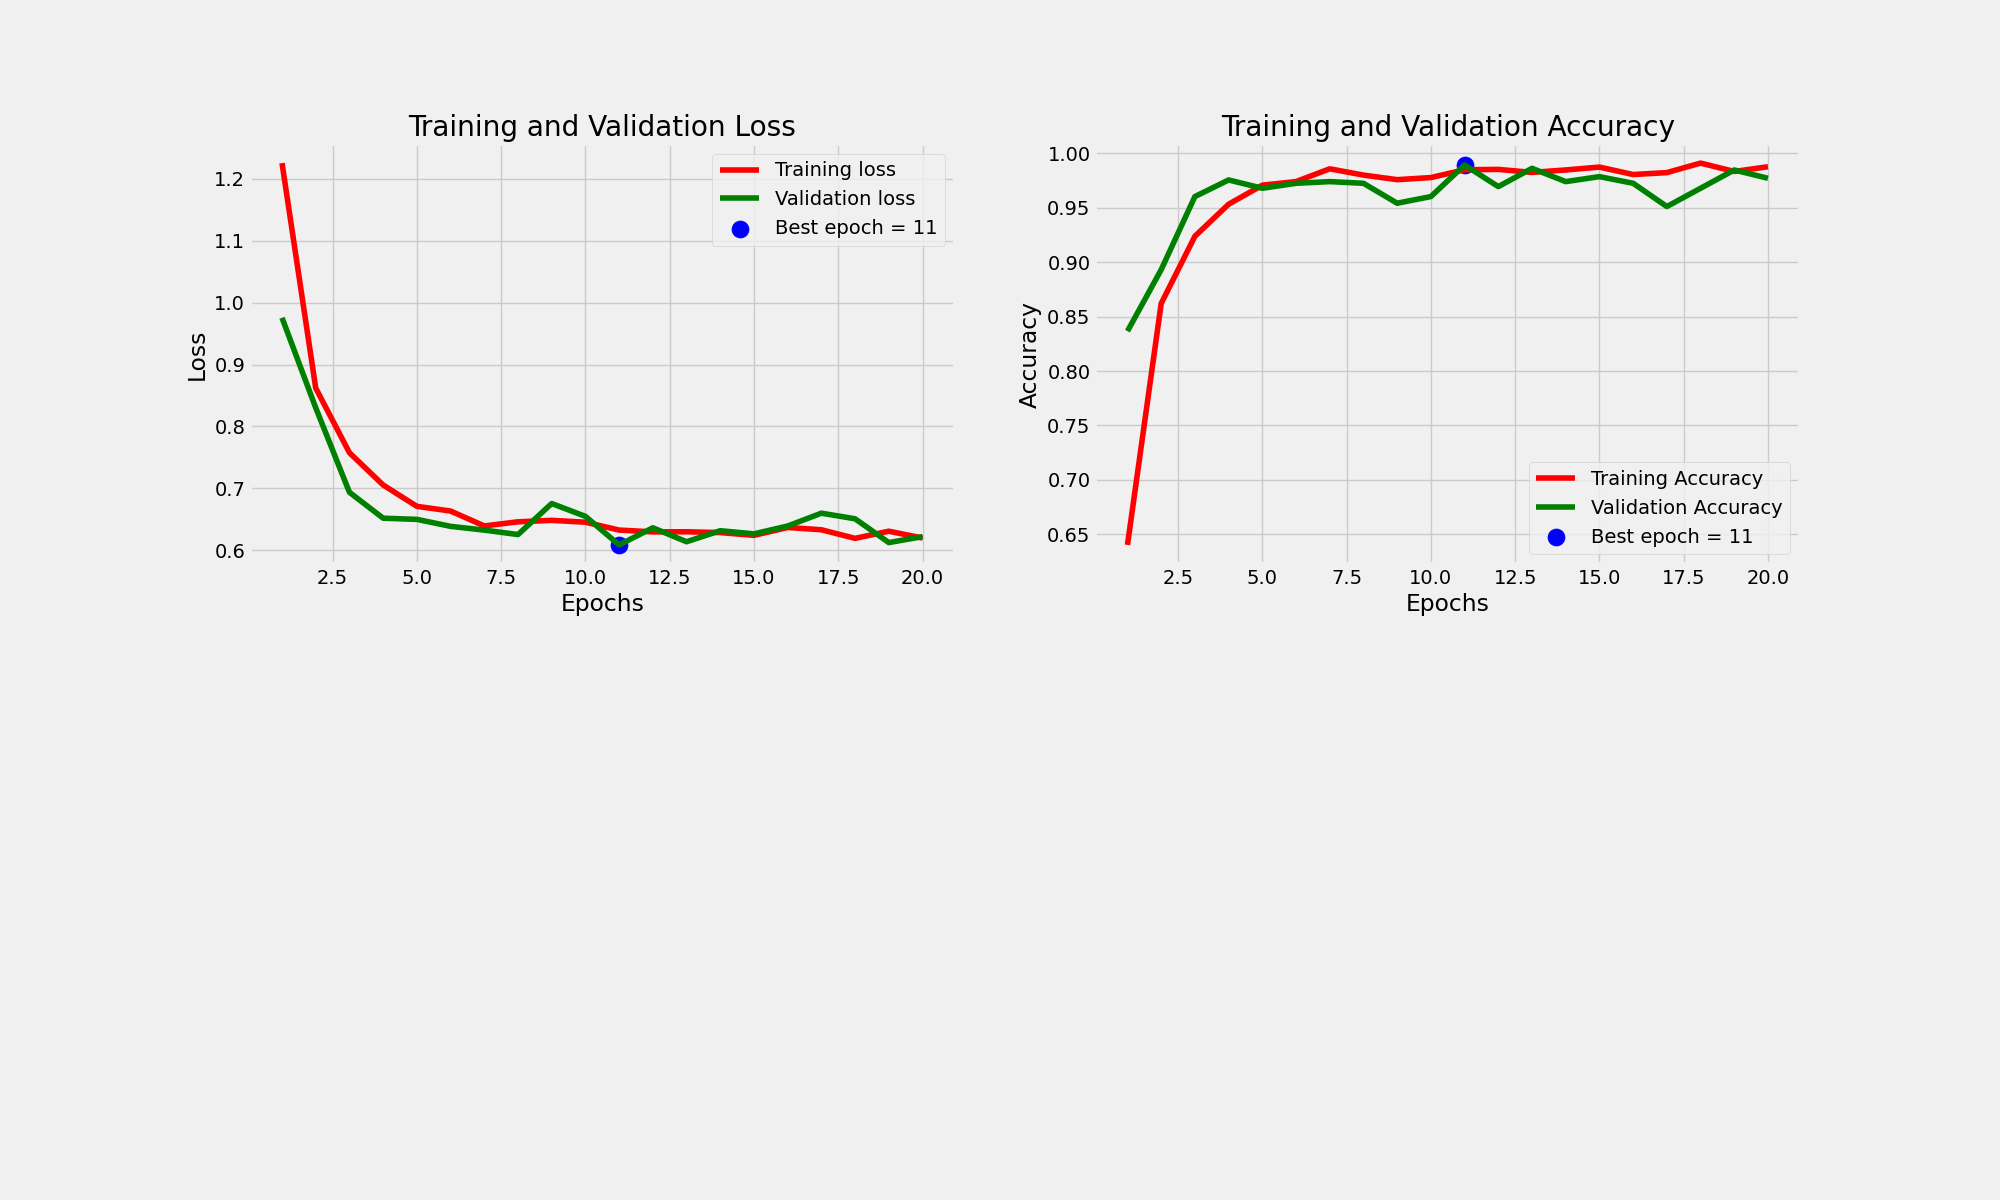 Training and Validation Loss
1.2
1.1
1.0
0.9
0.8
0.7
0.6
Loss
Training loss
Validation loss
Best epoch = 11
2.5 5.0 7.5 10.0 12.5 15.0 17.5 20.0
Epochs
Training and Validation Accuracy
1.00
0.95
0.90
0.85
0.80
0.75
0.70
0.65
Accuracy
Training Accuracy
Validation Accuracy
Best epoch = 11
2.5 5.0 7.5 10.0 12.5 15.0 17.5 20.0
Epochs